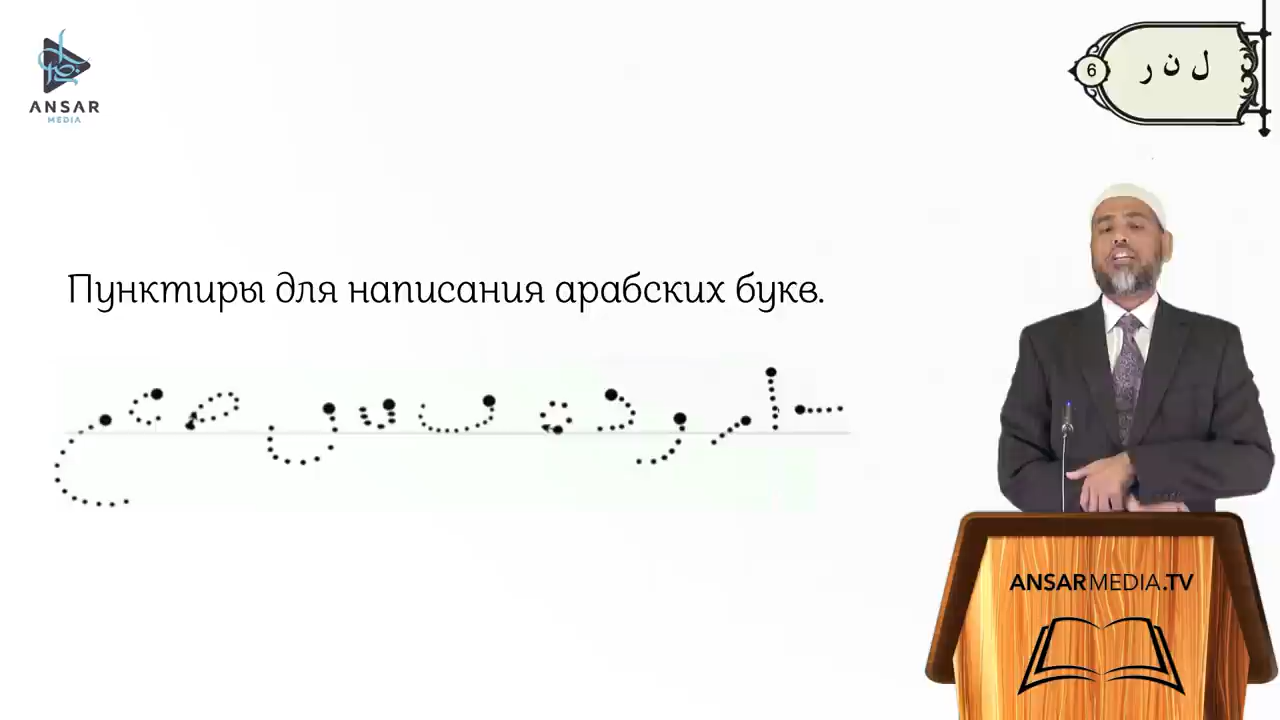 ANSAR
MEDIA
6
ل ن ر
Пунктиры для написания арабских букв.
ANSARMEDIA.TV